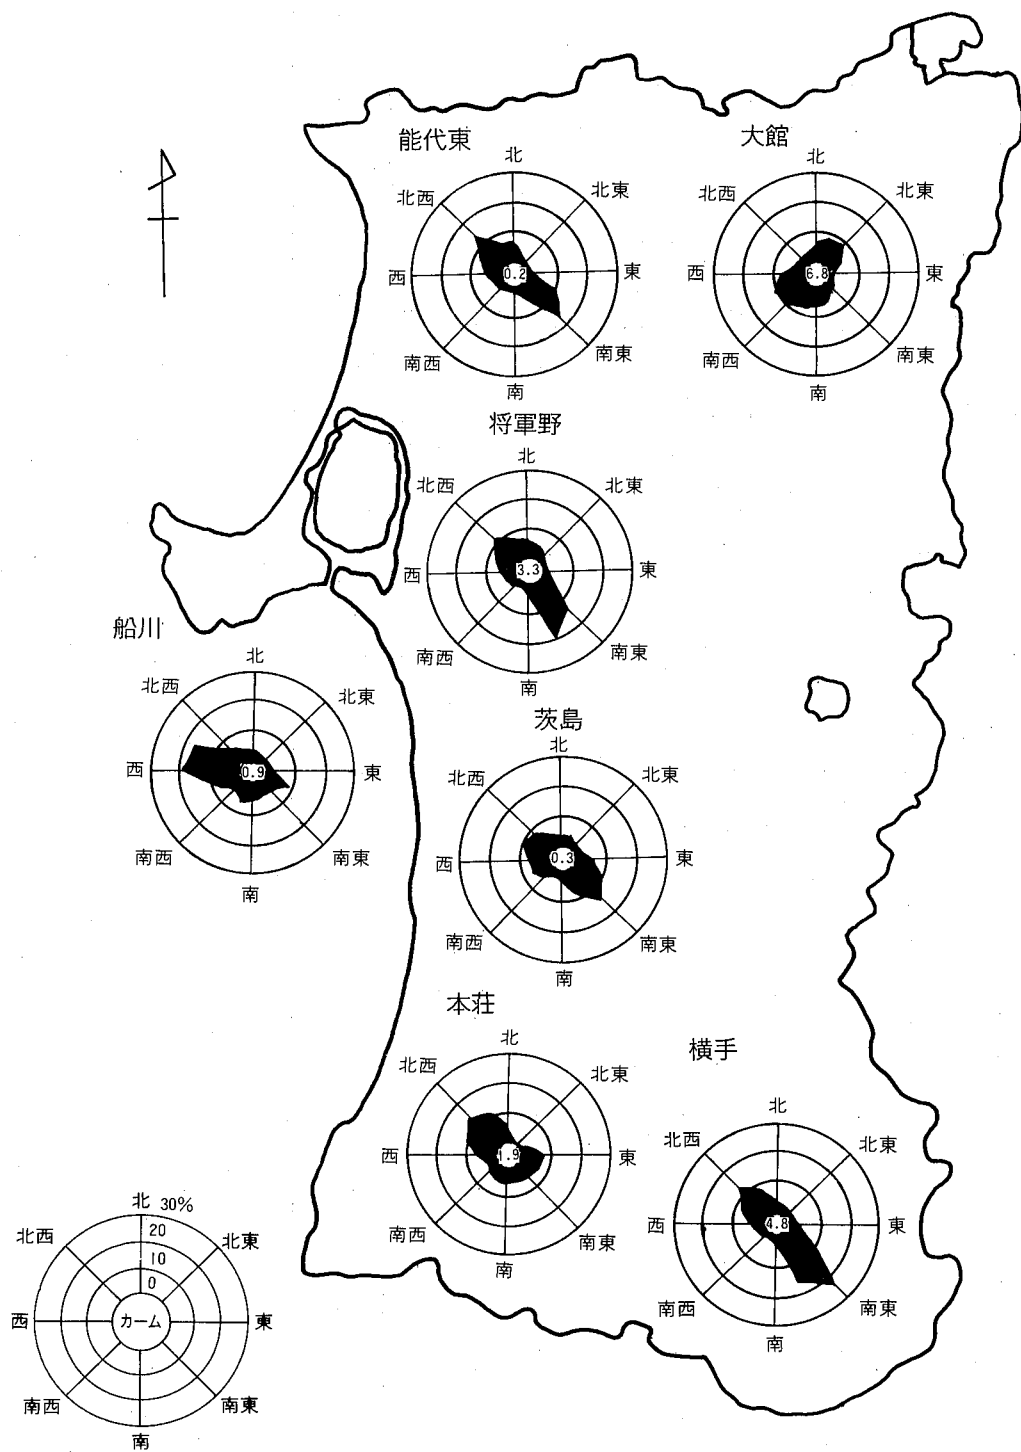 能代東
北
北西
北東
西
0.2
東
南西
南東
南
大館
北
北西
北東
西
6.8
東
南西
南東
南
将軍野
北
北西
北東
西
3.3
東
南西
南東
南
船川
北
北西
北東
西
0.9
東
南西
南東
南
茨島
北
北西
北東
西
0.3
東
南西
南東
南
本荘
北
北西
北東
西
1.9
東
南西
南東
南
横手
北
北西
北東
西
4.8
東
南西
南東
南
北 30%
北西
20
北東
10
0
西
カーム
東
南西
南東
南